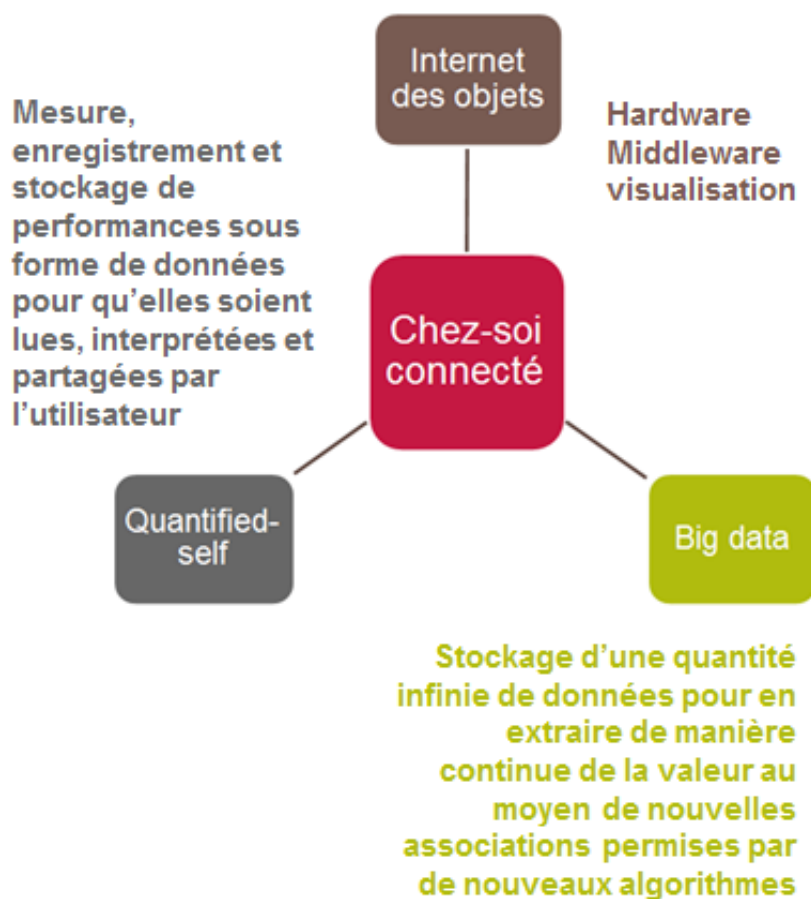 Internet
des objets
Mesure,
enregistrement et
stockage de
performances sous
forme de données
pour qu'elles soient
lues, interprétées et
partagées par
l'utilisateur
Hardware
Middleware
visualisation
Chez-soi
connecté
Quantified-
self
Big data
Stockage d'une quantité
infinie de données pour en
extraire de manière
continue de la valeur au
moyen de nouvelles
associations permises par
de nouveaux algorithmes